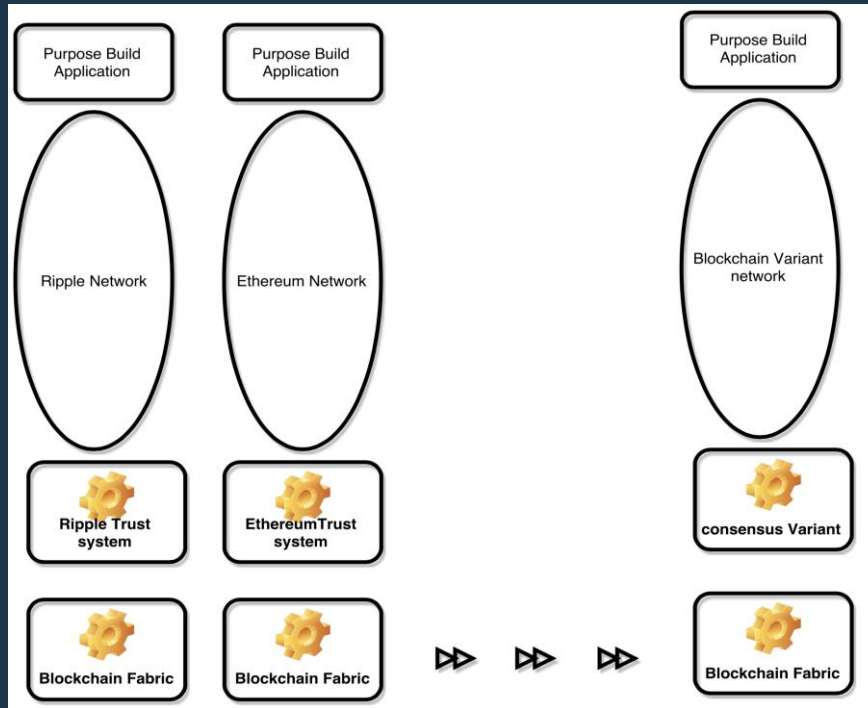 Purpose Build
Application
Purpose Build
Application
Purpose Build
Application
Ripple Network
Ethereum Network
Blockchain Variant
network
Ripple Trust
system
EthereumTrust
system
consensus Variant
Blockchain Fabric
Blockchain Fabric
Blockchain Fabric